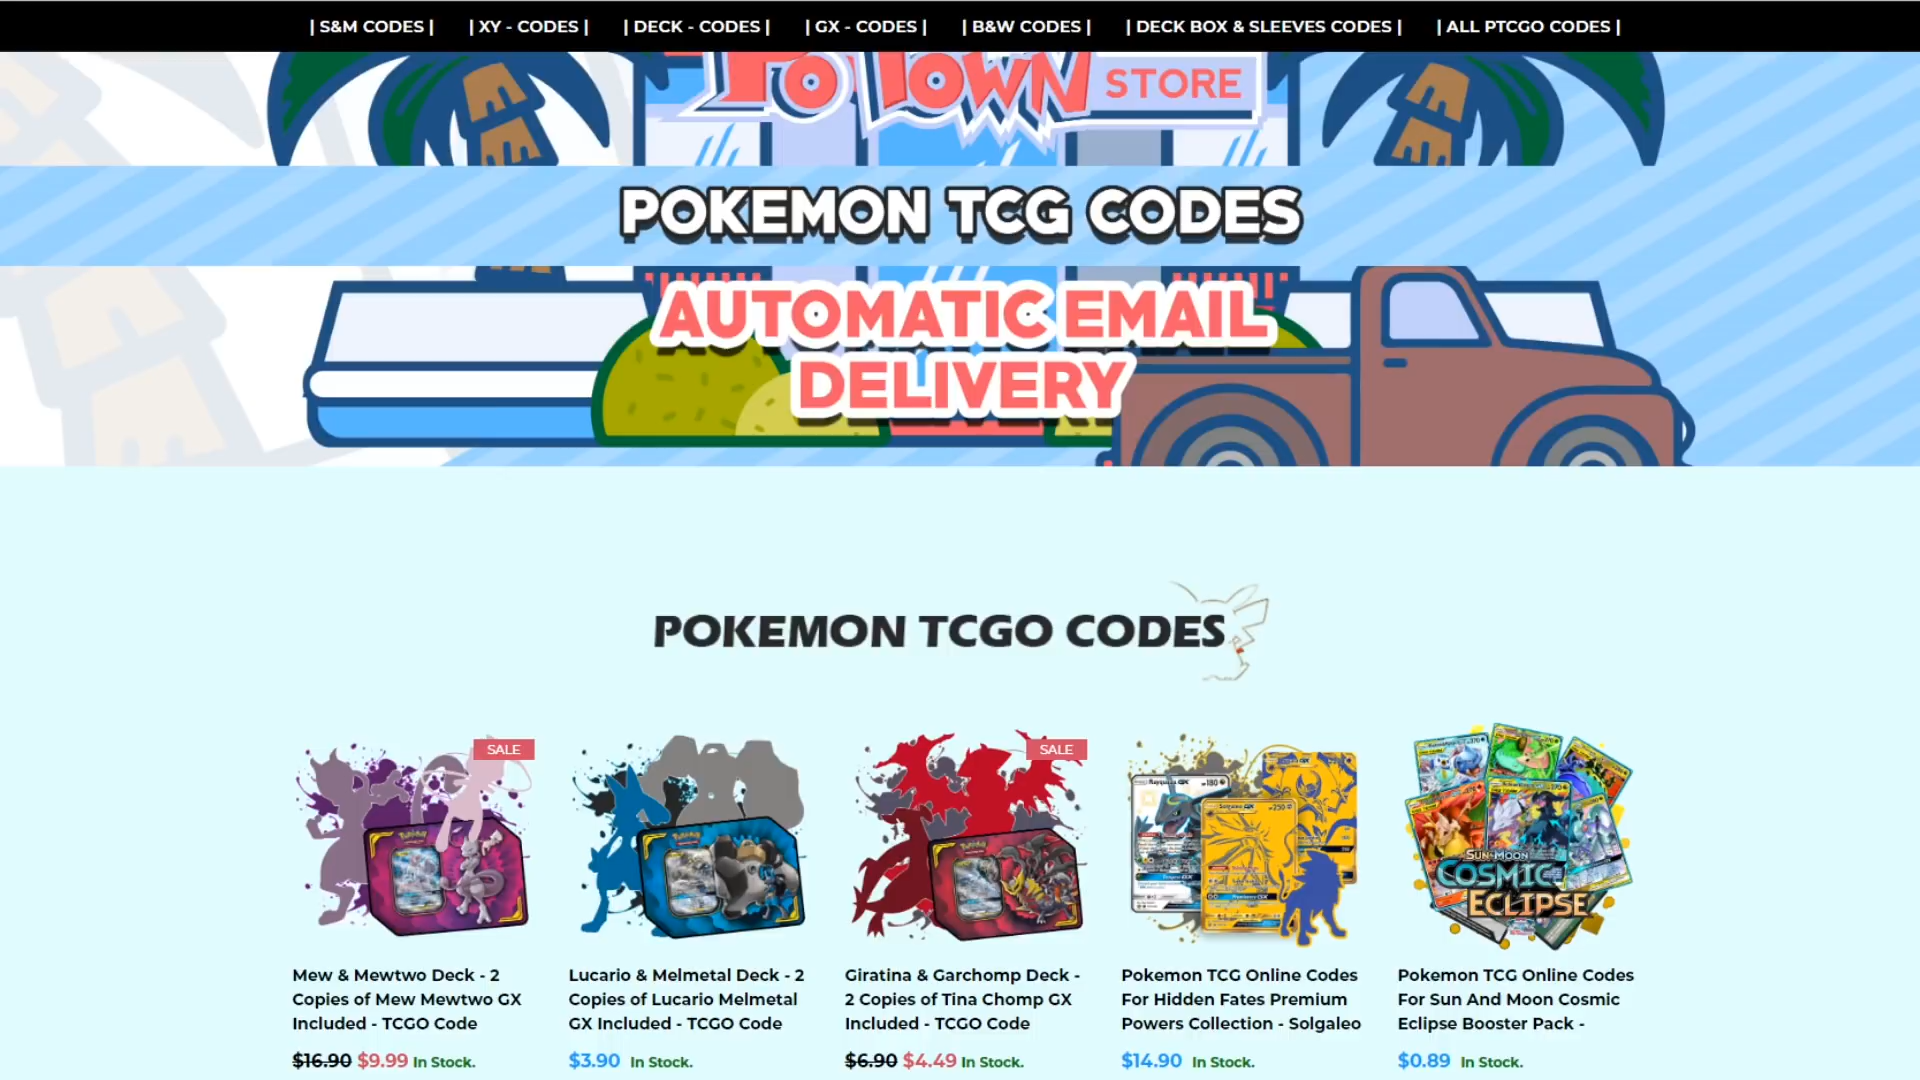 | S&M CODES | | XY - CODES | | DECK - CODES | | GX - CODES | | B&W CODES | | DECK BOX & SLEEVES CODES | | ALL PTCGO CODES |
TOWN STORE
POKEMON TCG CODES
AUTOMATIC EMAIL
DELIVERY
POKEMON TCGO CODES
SALE
SALE
SUN & MOON
COSMIC
ECLIPSE
Mew & Mewtwo Deck - 2
Copies of Mew Mewtwo GX
Included - TCGO Code
$16.90 $9.99 In Stock.
Lucario & Melmetal Deck - 2
Copies of Lucario Melmetal
GX Included - TCGO Code
$3.90 In Stock.
Giratina & Garchomp Deck -
2 Copies of Tina Chomp GX
Included - TCGO Code
$6.90 $4.49 In Stock.
Pokemon TCG Online Codes
For Hidden Fates Premium
Powers Collection - Solgaleo
$14.90 In Stock.
Pokemon TCG Online Codes
For Sun And Moon Cosmic
Eclipse Booster Pack -
$0.89 In Stock.